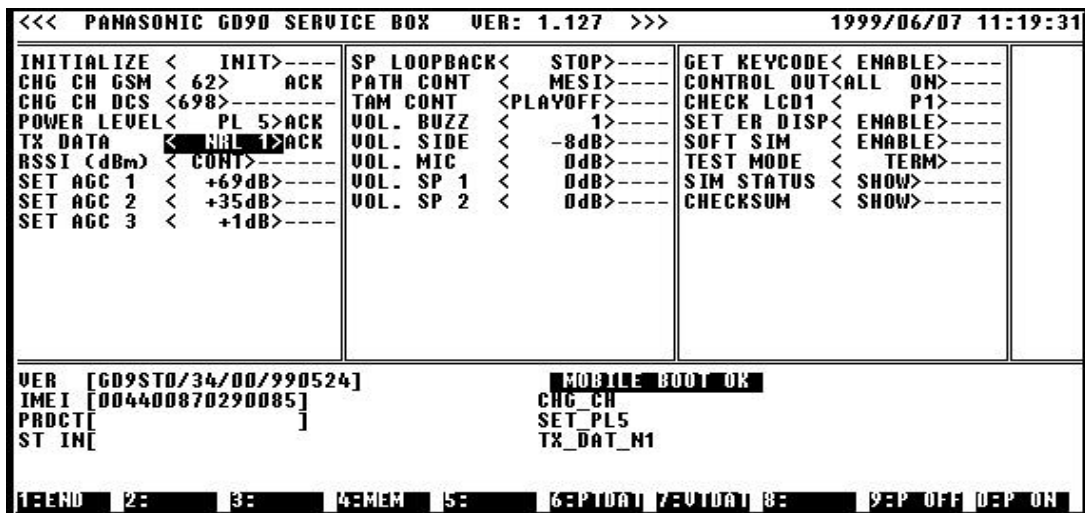 <<< PANASONIC GD90 SERVICE BOX VER: 1.127 >>> 1999/06/07 11:19:31
INITIALIZE < INIT>---- SP LOOPBACK< STOP>---- GET KEYCODE< ENABLE>----
CHG CH GSM < 62> ACK PATH CONT < MESI>---- CONTROL OUT<ALL ON>----
CHG CH DCS <698>--------- TAM CONT <PLAYOFF>---- CHECK LCD1 < P1>----
POWER LEVEL< PL 5>ACK VOL. BUZZ < 1>---- SET ER DISP< ENABLE>----
TX DATA < NRL 1>ACK VOL. SIDE < -8dB>---- SOFT SIM < ENABLE>----
RSSI (dBm) < CONT>------ VOL. MIC < 0dB>---- TEST MODE < TERM>----
SET AGC 1 < +69dB>---- VOL. SP 1 < 0dB>---- SIM STATUS < SHOW>------
SET AGC 2 < +35dB>---- VOL. SP 2 < 0dB>---- CHECKSUM < SHOW>------
SET AGC 3 < +1dB>----
VER [GD9ST0/34/00/990524] MOBILE BOOT OK
IMEI [004400870290085] CHG_CH
PRDCT[ ] SET_PL5
ST IN[ TX_DAT_N1
1:END 2: 3: 4:MEM 5: 6:PTDAT 7:VTDAT 8: 9:P OFF 0:P ON